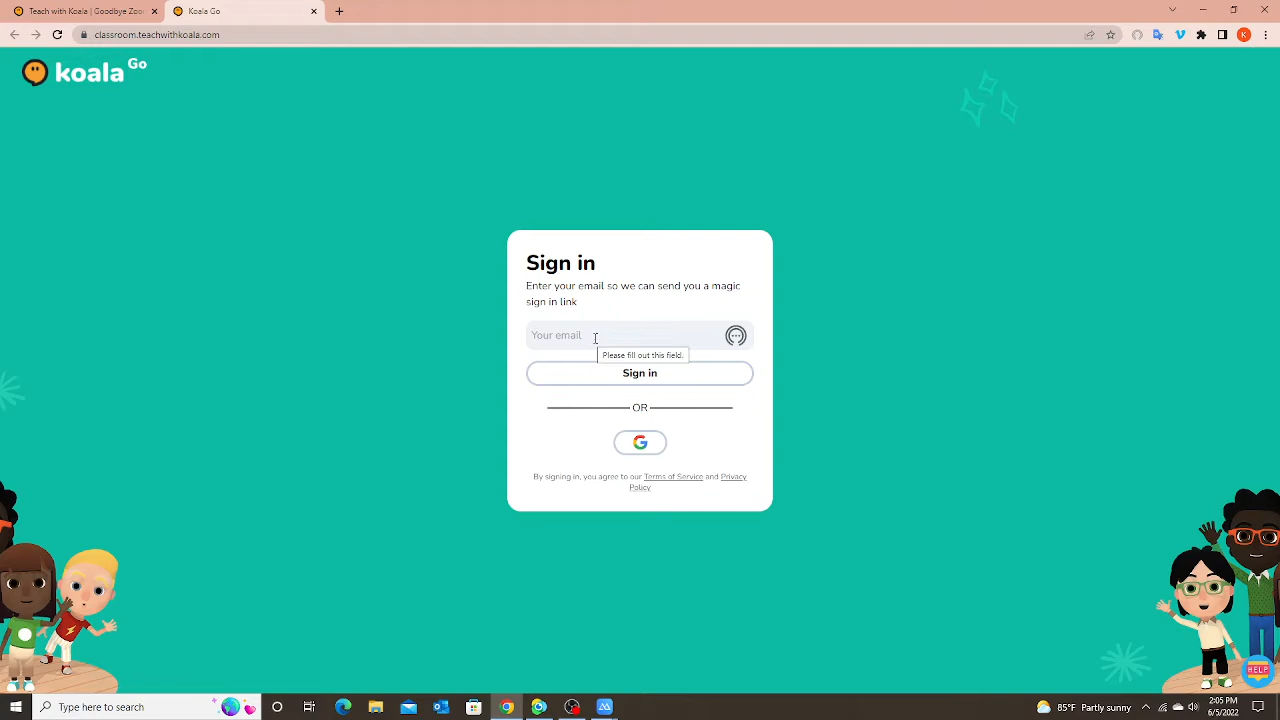 Teach with Koala | Goodbye Zoo
Koala Go
classroom.teachwithkoala.com
K
koala Go
Sign in
Enter your email so we can send you a magic
sign in link
Your email
Please fill out this field.
Sign in
OR
By signing in, you agree to our Terms of Service and Privacy
Policy
HELP
Type here to search
85°F Partly sunny
2:05 PM
6/5/2022